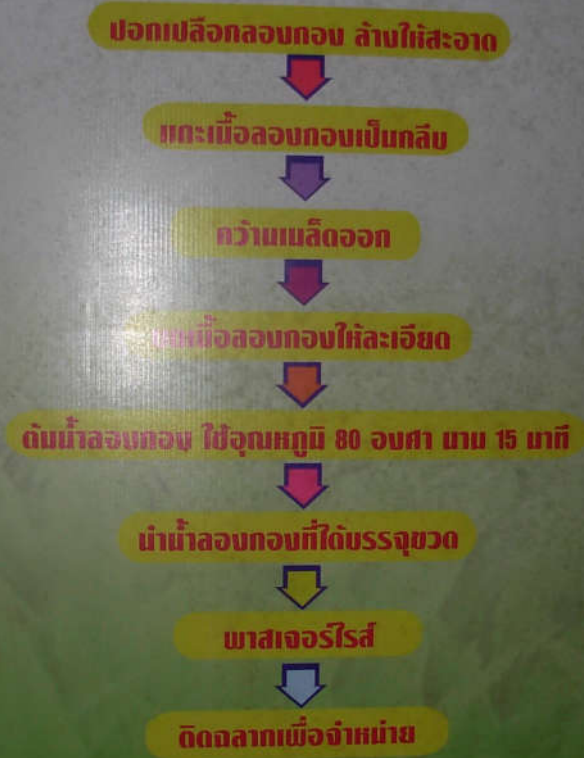 ปอกเปลือกลองกอง ล้างให้สะอาด
แกะเนื้อลองกองเป็นกลีบ
คว้านเมล็ดออก
เนื้อลองกองให้ละเอียด
ต้มน้ำลองกอง ใช้อุณหภูมิ 80 องศา นาน 15 นาที
นำน้ำลองกองที่ได้บรรจุขวด
พาสเจอร์ไรส์
ติดฉลากเพื่อจำหน่าย